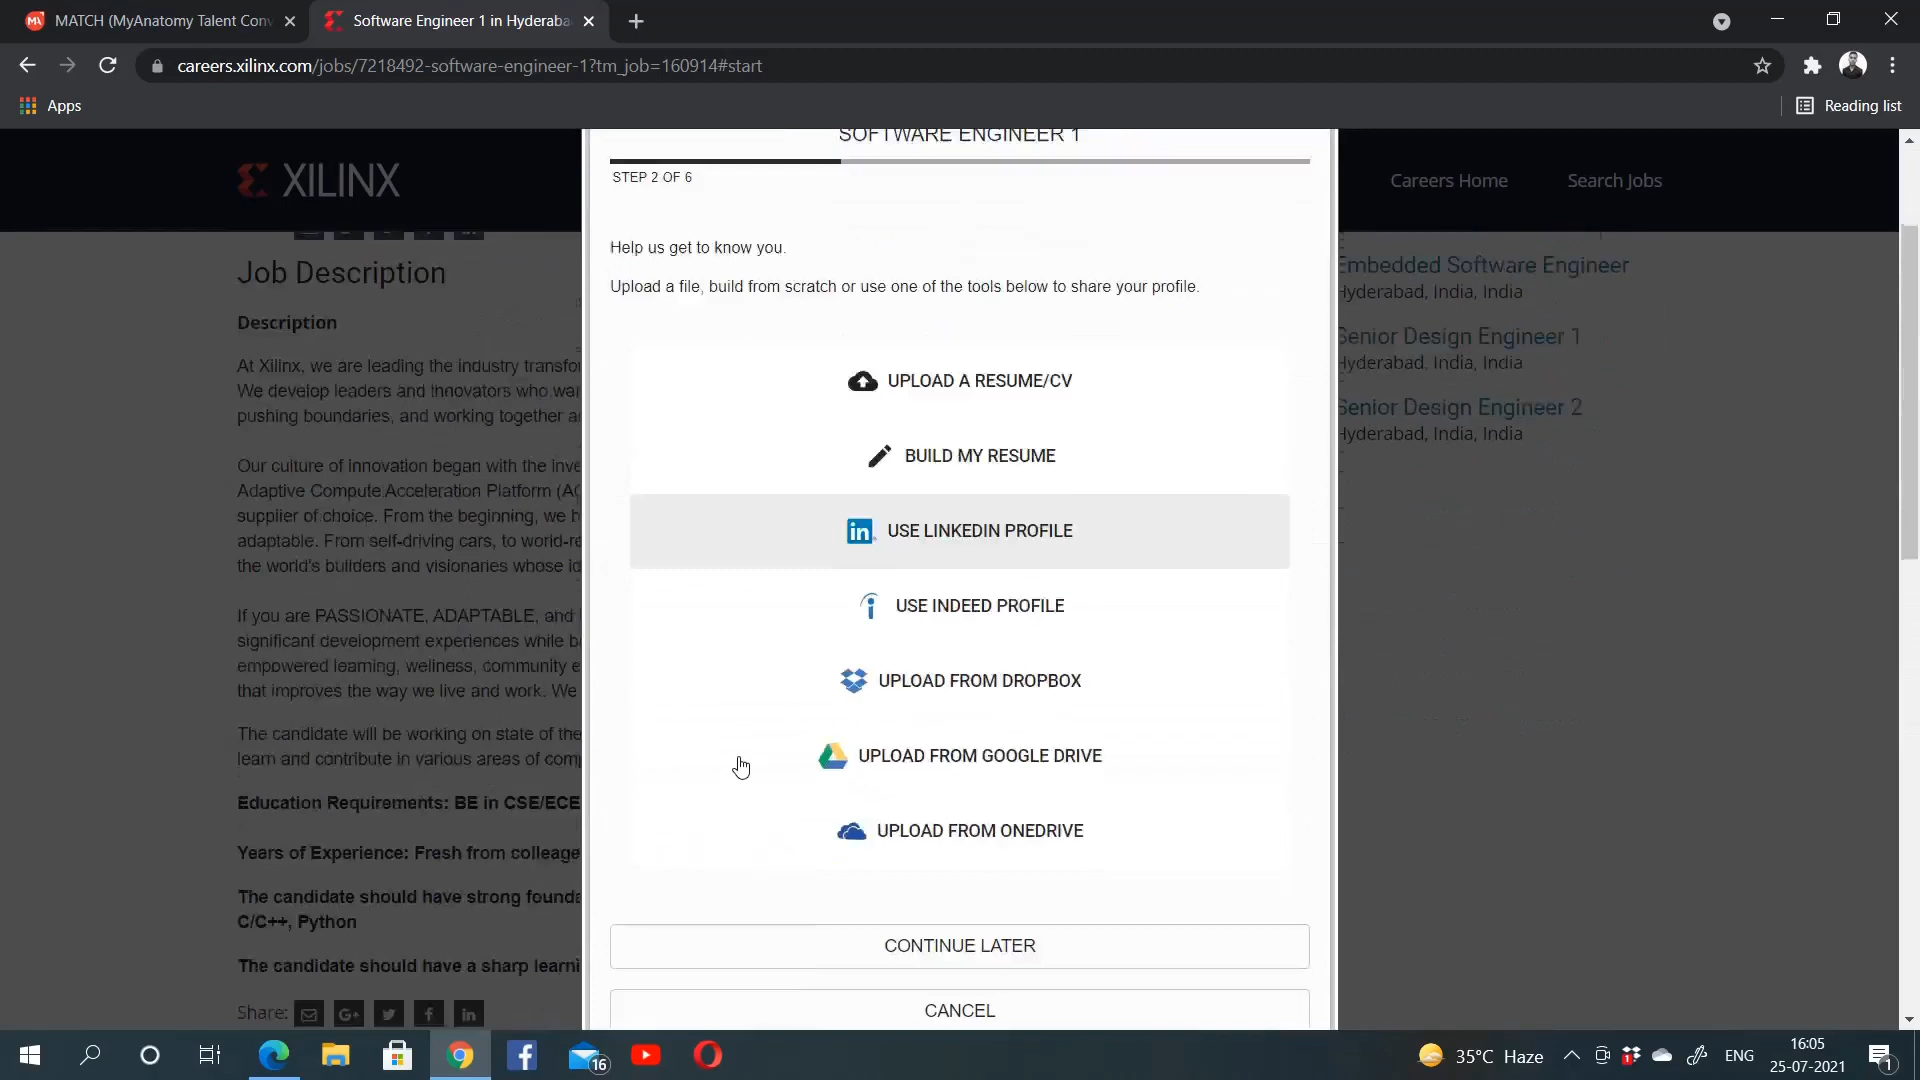 MATCH (MyAnatomy Talent Conv
Software Engineer 1 in Hyderaba
careers.xilinx.com/jobs/7218492-software-engineer-1?tm_job=160914#start
Apps
Reading list
XILINX
Careers Home
Search Jobs
SOFTWARE ENGINEER 1
STEP 2 OF 6
Help us get to know you.
Upload a file, build from scratch or use one of the tools below to share your profile.
UPLOAD A RESUME/CV
BUILD MY RESUME
in USE LINKEDIN PROFILE
USE INDEED PROFILE
UPLOAD FROM DROPBOX
UPLOAD FROM GOOGLE DRIVE
UPLOAD FROM ONEDRIVE
CONTINUE LATER
CANCEL
Job Description
Description
At Xilinx, we are leading the industry transfo
We develop leaders and innovators who wa
pushing boundaries, and working together a
Our culture of innovation began with the inve
Adaptive Compute Acceleration Platform (A
supplier of choice. From the beginning, we h
adaptable. From self-driving cars, to world-re
the world's builders and visionaries whose id
If you are PASSIONATE, ADAPTABLE, and
significant development experiences while b
empowered learning, wellness, community e
that improves the way we live and work. We
The candidate will be working on state of the
learn and contribute in various areas of com
Education Requirements: BE in CSE/ECE
Years of Experience: Fresh from colleage
The candidate should have strong founda
C/C++, Python
The candidate should have a sharp learni
Share:
Embedded Software Engineer
Hyderabad, India, India
Senior Design Engineer 1
Hyderabad, India, India
Senior Design Engineer 2
Hyderabad, India, India
16
35°C Haze
1
ENG
16:05
25-07-2021
1